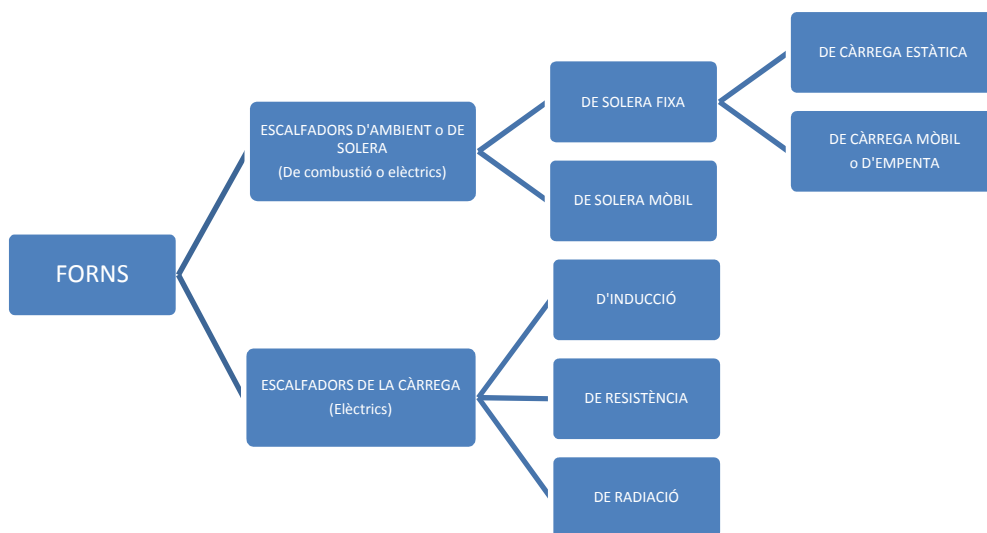 FORNS
ESCALFADORS D'AMBIENT o DE
SOLERA
(De combustió o elèctrics)
DE SOLERA FIXA
DE CÀRREGA ESTÀTICA
DE CÀRREGA MÒBIL
o D'EMPENTA
DE SOLERA MÒBIL
ESCALFADORS DE LA CÀRREGA
(Elèctrics)
D'INDUCCIÓ
DE RESISTÈNCIA
DE RADIACIÓ